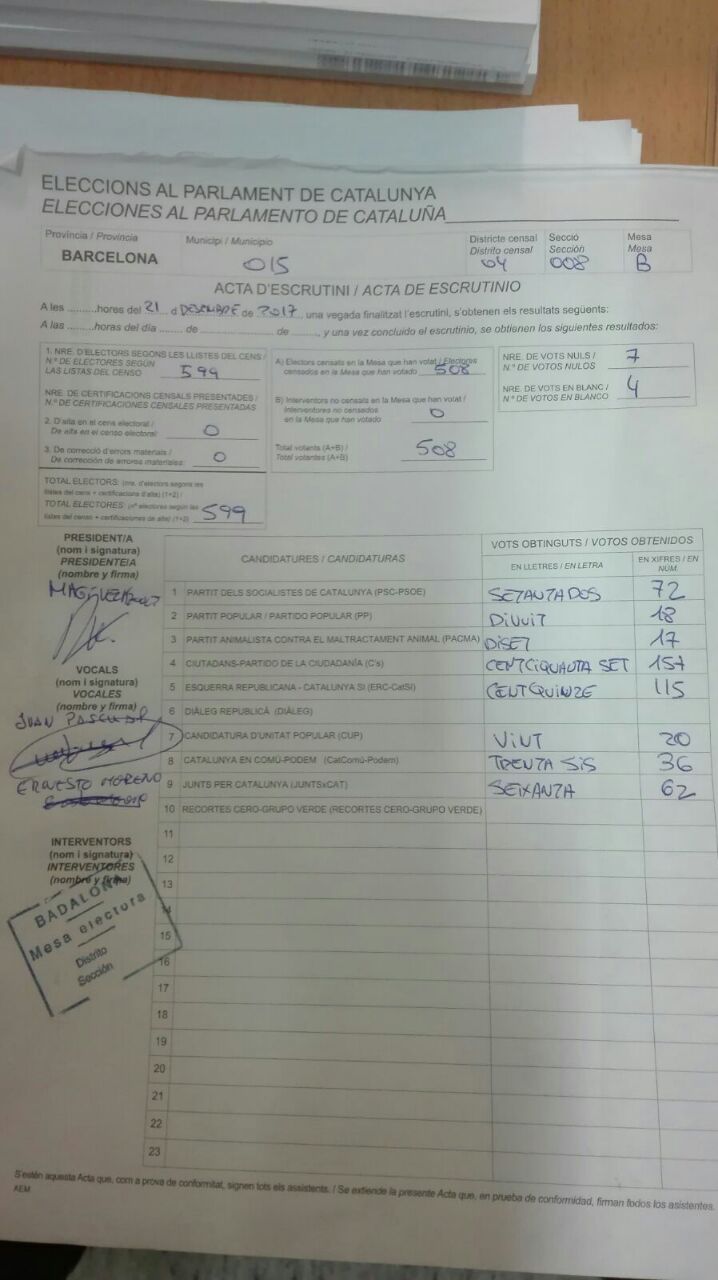 ELECCIONS AL PARLAMENT DE CATALUNYA
ELECCIONES AL PARLAMENTO DE CATALUÑA
Província / Provincia
BARCELONA
Municipi / Municipio
015
Districte censal
Distrito censal
04
Secció
Sección
008
Mesa
Mesa
B
ACTA D'ESCRUTINI / ACTA DE ESCRUTINIO
A les ..........hores del 21 d DESEMBRE de 2017, una vegada finalitzat l'escrutini, s'obtenen els resultats següents:
A las ..........horas del día ........ de ........................ de ........, y una vez concluido el escrutinio, se obtienen los siguientes resultados:
1. NRE. D'ELECTORS SEGONS LES LLISTES DEL CENS /
N.º DE ELECTORES SEGÚN
LAS LISTAS DEL CENSO 599
NRE. DE CERTIFICACIONS CENSALS PRESENTADES /
N.º DE CERTIFICACIONES CENSALES PRESENTADAS
2. D'alta en el cens electoral /
De alta en el censo electoral: 0
3. De correcció d'errors materials /
De corrección de errores materiales: 0
TOTAL ELECTORS: (nre. d'electors segons les
llistes del cens + certificacions d'alta) (1+2) /
TOTAL ELECTORES: (nº electores según las
listas del censo + certificaciones de alta) (1+2) 599
A) Electors censats en la Mesa que han votat / Electores
censados en la Mesa que han votado 508
B) Interventors no censats en la Mesa que han votat /
Interventores no censados
en la Mesa que han votado 0
Total votants (A+B) /
Total votantes (A+B) 508
NRE. DE VOTS NULS /
N.º DE VOTOS NULOS 7
NRE. DE VOTS EN BLANC /
N.º DE VOTOS EN BLANCO 4
PRESIDENT/A
(nom i signatura)
PRESIDENTE/A
(nombre y firma)
VOCALS
(nom i signatura)
VOCALES
(nombre y firma)
JUAN PASCUAL
ERNESTO MORENO
INTERVENTORS
(nom i signatura)
INTERVENTORES
(nombre y firma)
BADALONA
Mesa electoral
Distrito
Sección
CANDIDATURES / CANDIDATURAS
VOTS OBTINGUTS / VOTOS OBTENIDOS
EN LLETRES / EN LETRA
EN XIFRES / EN NÚM.
1 PARTIT DELS SOCIALISTES DE CATALUNYA (PSC-PSOE) SETANTADOS 72
2 PARTIT POPULAR / PARTIDO POPULAR (PP) DIVUIT 18
3 PARTIT ANIMALISTA CONTRA EL MALTRACTAMENT ANIMAL (PACMA) DISET 17
4 CIUTADANS-PARTIDO DE LA CIUDADANÍA (C's) CENTCIQUANTA SET 157
5 ESQUERRA REPUBLICANA - CATALUNYA SÍ (ERC-CatSí) CENTQUINZE 115
6 DIÀLEG REPUBLICÀ (DIÀLEG)
7 CANDIDATURA D'UNITAT POPULAR (CUP) VINT 20
8 CATALUNYA EN COMÚ-PODEM (CatComú-Podem) TRENTA SIS 36
9 JUNTS PER CATALUNYA (JUNTSxCAT) SEIXANTA 62
10 RECORTES CERO-GRUPO VERDE (RECORTES CERO-GRUPO VERDE)
11
12
13
14
15
16
17
18
19
20
21
22
23
S'estén aquesta Acta que, com a prova de conformitat, signen tots els assistents. / Se extiende la presente Acta que, en prueba de conformidad, firman todos los asistentes.
AEM